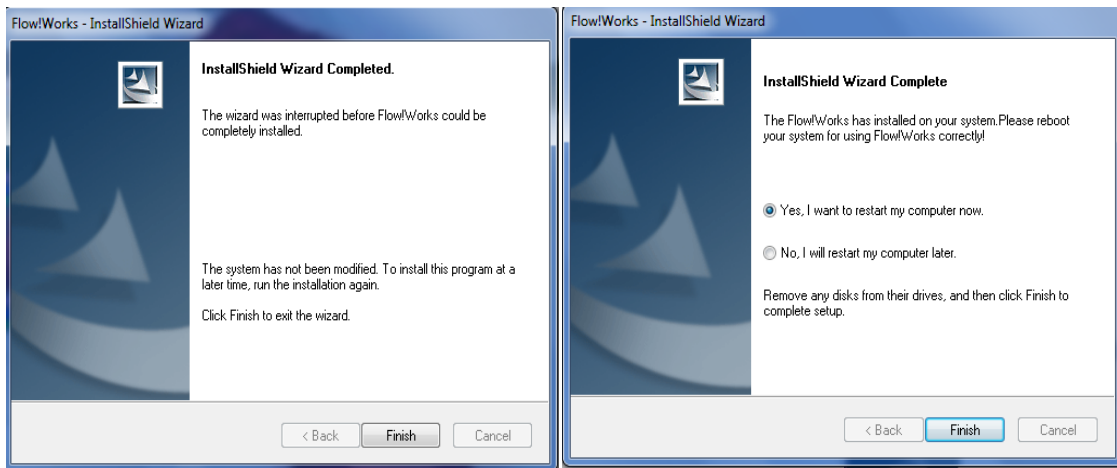 Flow!Works - InstallShield Wizard
InstallShield Wizard Completed.
The wizard was interrupted before Flow!Works could be
completely installed.
The system has not been modified. To install this program at a
later time, run the installation again.
Click Finish to exit the wizard.
< Back
Finish
Cancel
Flow!Works - InstallShield Wizard
InstallShield Wizard Complete
The Flow!Works has installed on your system.Please reboot
your system for using Flow!Works correctly!
Yes, I want to restart my computer now.
No, I will restart my computer later.
Remove any disks from their drives, and then click Finish to
complete setup.
< Back
Finish
Cancel